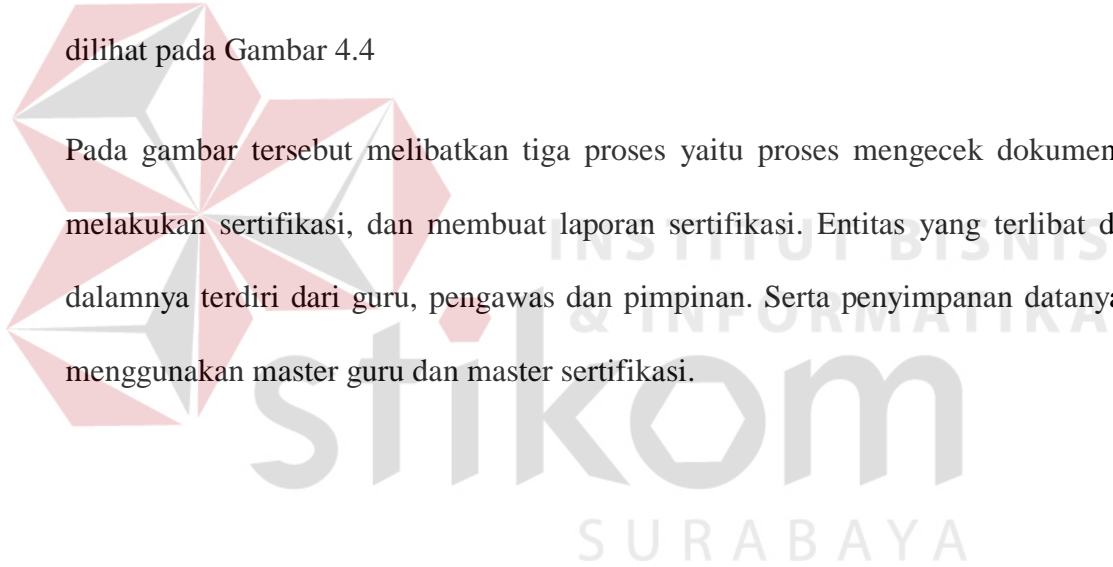 dilihat pada Gambar 4.4
Pada gambar tersebut melibatkan tiga proses yaitu proses mengecek dokumen
melakukan sertifikasi, dan membuat laporan sertifikasi. Entitas yang terlibat d
dalamnya terdiri dari guru, pengawas dan pimpinan. Serta penyimpanan datanya
menggunakan master guru dan master sertifikasi.
INSTITUT BISNIS
& INFORMATIKA
stikom
SURABAYA